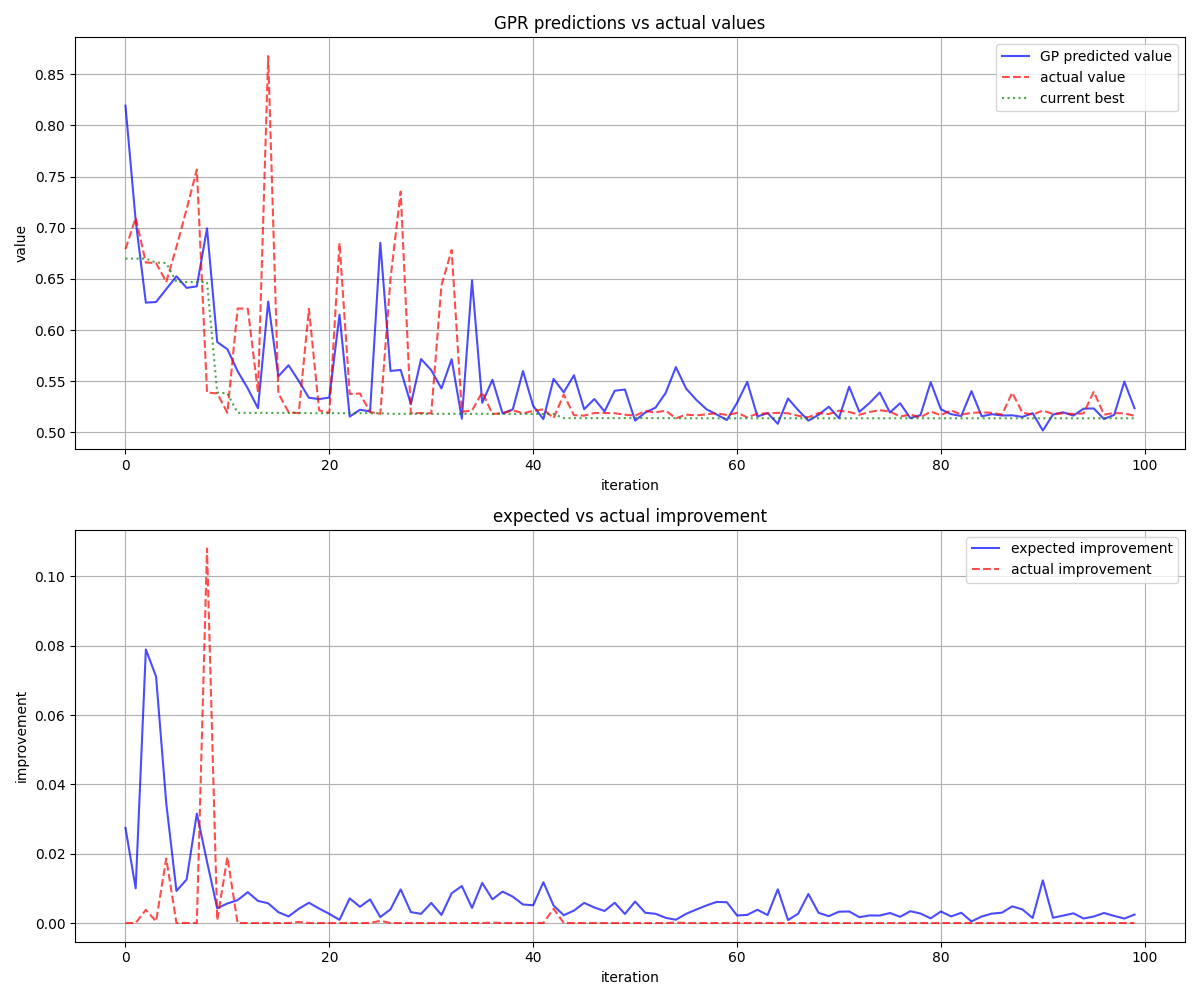 GPR predictions vs actual values
GP predicted value
actual value
current best
value
0.85
0.80
0.75
0.70
0.65
0.60
0.55
0.50
0 20 40 60 80 100
iteration
expected vs actual improvement
expected improvement
actual improvement
improvement
0.10
0.08
0.06
0.04
0.02
0.00
0 20 40 60 80 100
iteration